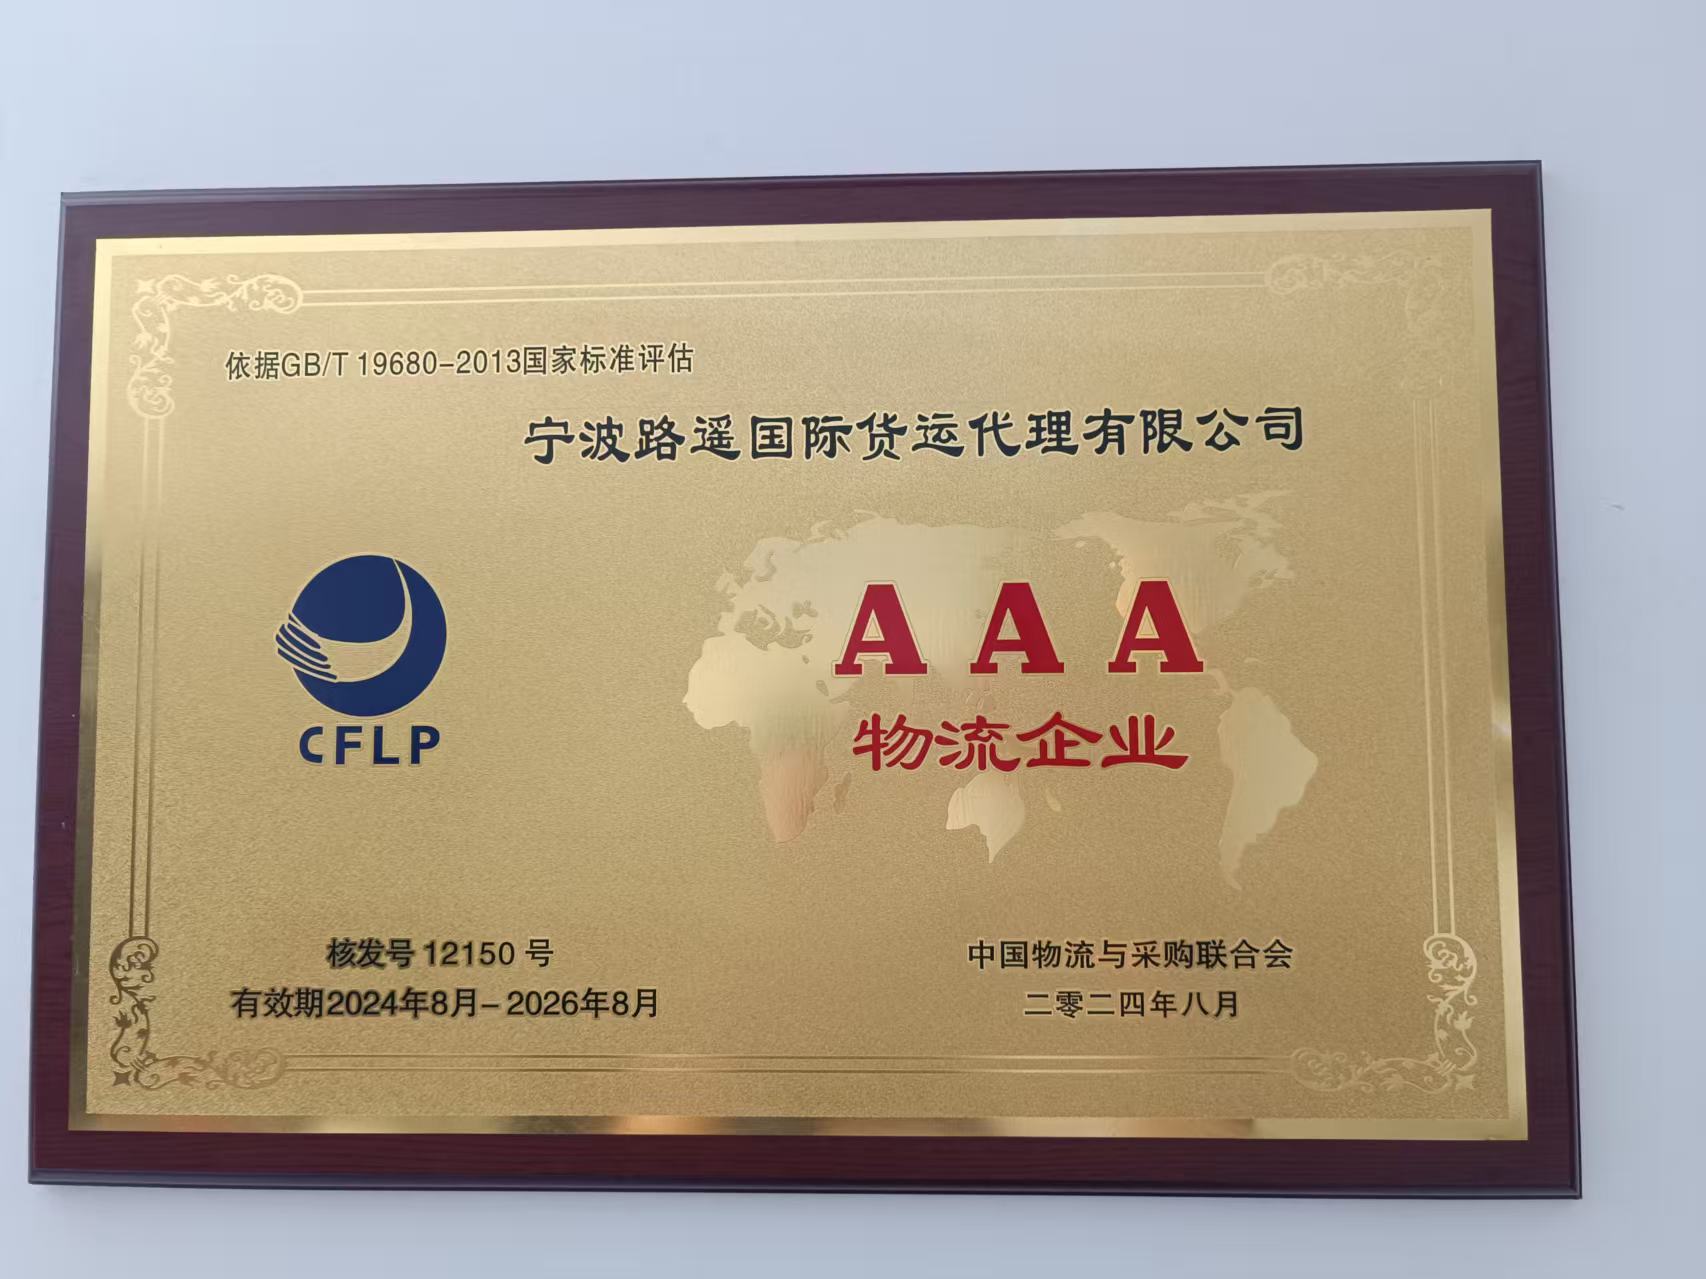 依据GB/T 19680-2013国家标准评估
宁波路遥国际货运代理有限公司
CFLP
A A A
物流企业
核发号 12150 号
有效期2024年8月-2026年8月
中国物流与采购联合会
二零二四年八月